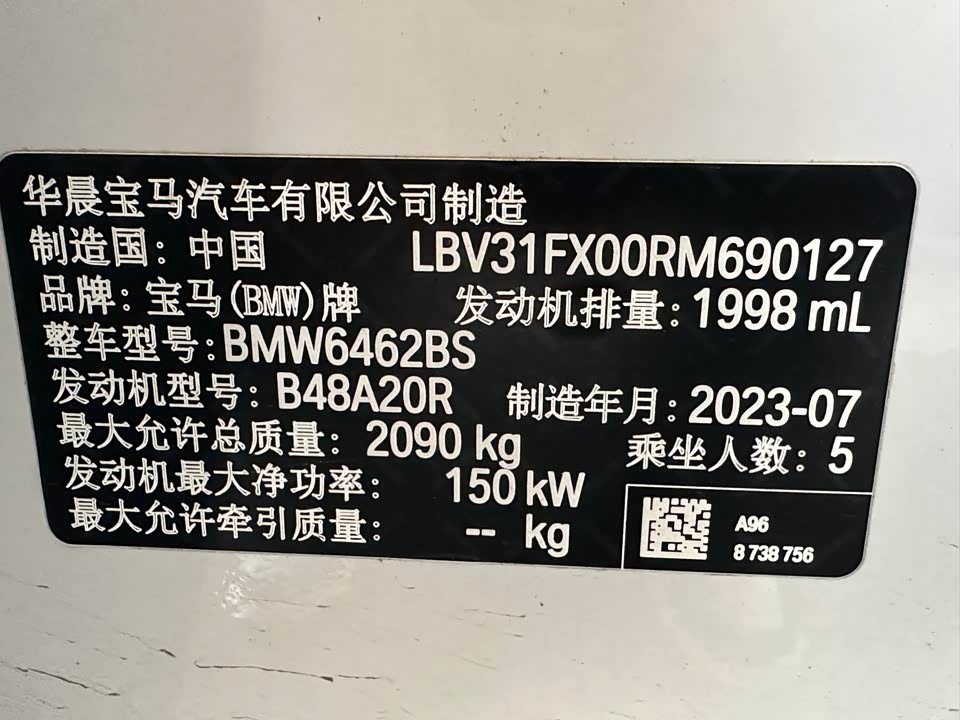 华晨宝马汽车有限公司制造
制造国：中国 LBV31FX00RM690127
品牌：宝马(BMW)牌 发动机排量：1998 mL
整车型号：BMW6462BS
发动机型号：B48A20R 制造年月：2023-07
最大允许总质量：2090 kg 乘坐人数：5
发动机最大净功率：150 kW
最大允许牵引质量：-- kg
A96
8 738 756